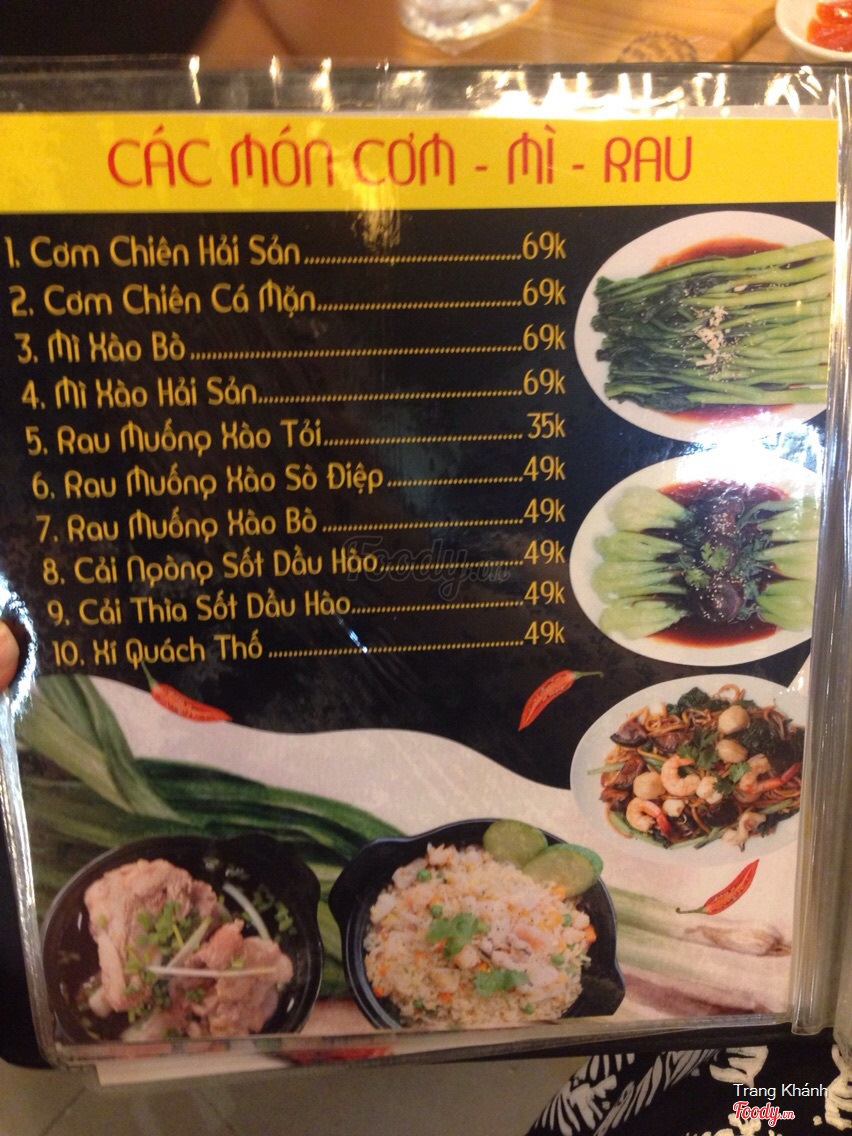 CÁC MÓN CƠM - MÌ - RAU
1. Cơm Chiên Hải Sản..............................69k
2. Cơm Chiên Cá Mặn..............................69k
3. Mì Xào Bò..............................69k
4. Mì Xào Hải Sản..............................69k
5. Rau Muống Xào Tỏi..............................35k
6. Rau Muống Xào Sò Điệp..............................49k
7. Rau Muống Xào Bò..............................49k
8. Cải Ngồng Sốt Dầu Hào..............................49k
9. Cải Thìa Sốt Dầu Hào..............................49k
10. Xí Quách Thố..............................49k
Foody.vn
Trang Khánh
Foody.vn